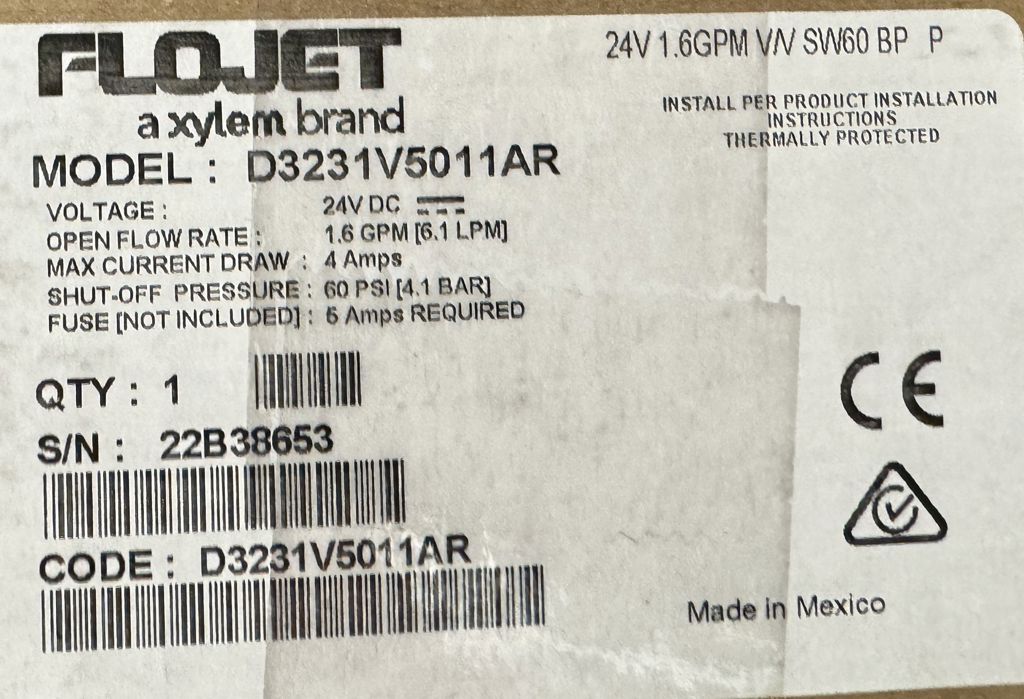 FLOJET
a xylem brand
24V 1.6GPM V/V SW60 BP P
INSTALL PER PRODUCT INSTALLATION
INSTRUCTIONS
THERMALLY PROTECTED
MODEL : D3231V5011AR
VOLTAGE : 24V DC
OPEN FLOW RATE : 1.6 GPM [6.1 LPM]
MAX CURRENT DRAW : 4 Amps
SHUT-OFF PRESSURE : 60 PSI [4.1 BAR]
FUSE [NOT INCLUDED] : 5 Amps REQUIRED
QTY : 1
S/N : 22B38653
CODE : D3231V5011AR
CE
Made in Mexico